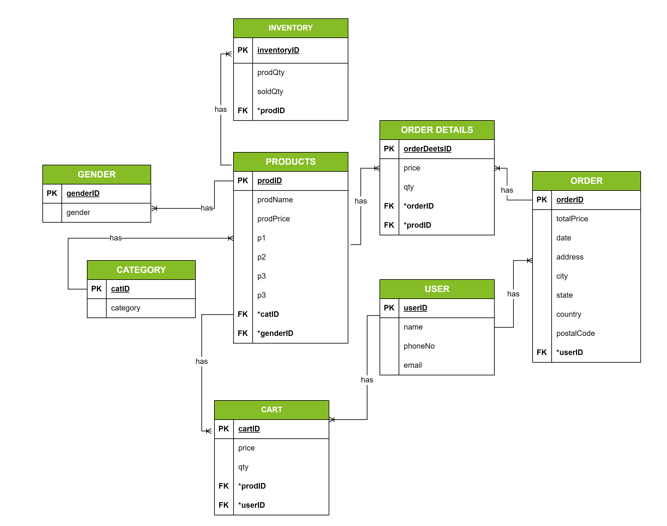 INVENTORY
PK inventoryID
prodQty
soldQty
FK *prodID
has
ORDER DETAILS
PK orderDeetsID
price
qty
FK *orderID
FK *prodID
has
has
PRODUCTS
PK prodID
prodName
prodPrice
p1
p2
p3
p3
FK *catID
FK *genderID
GENDER
PK genderID
gender
has
ORDER
PK orderID
totalPrice
date
address
city
state
country
postalCode
FK *userID
has
CATEGORY
PK catID
category
has
USER
PK userID
name
phoneNo
email
has
has
CART
PK cartID
price
qty
FK *prodID
FK *userID